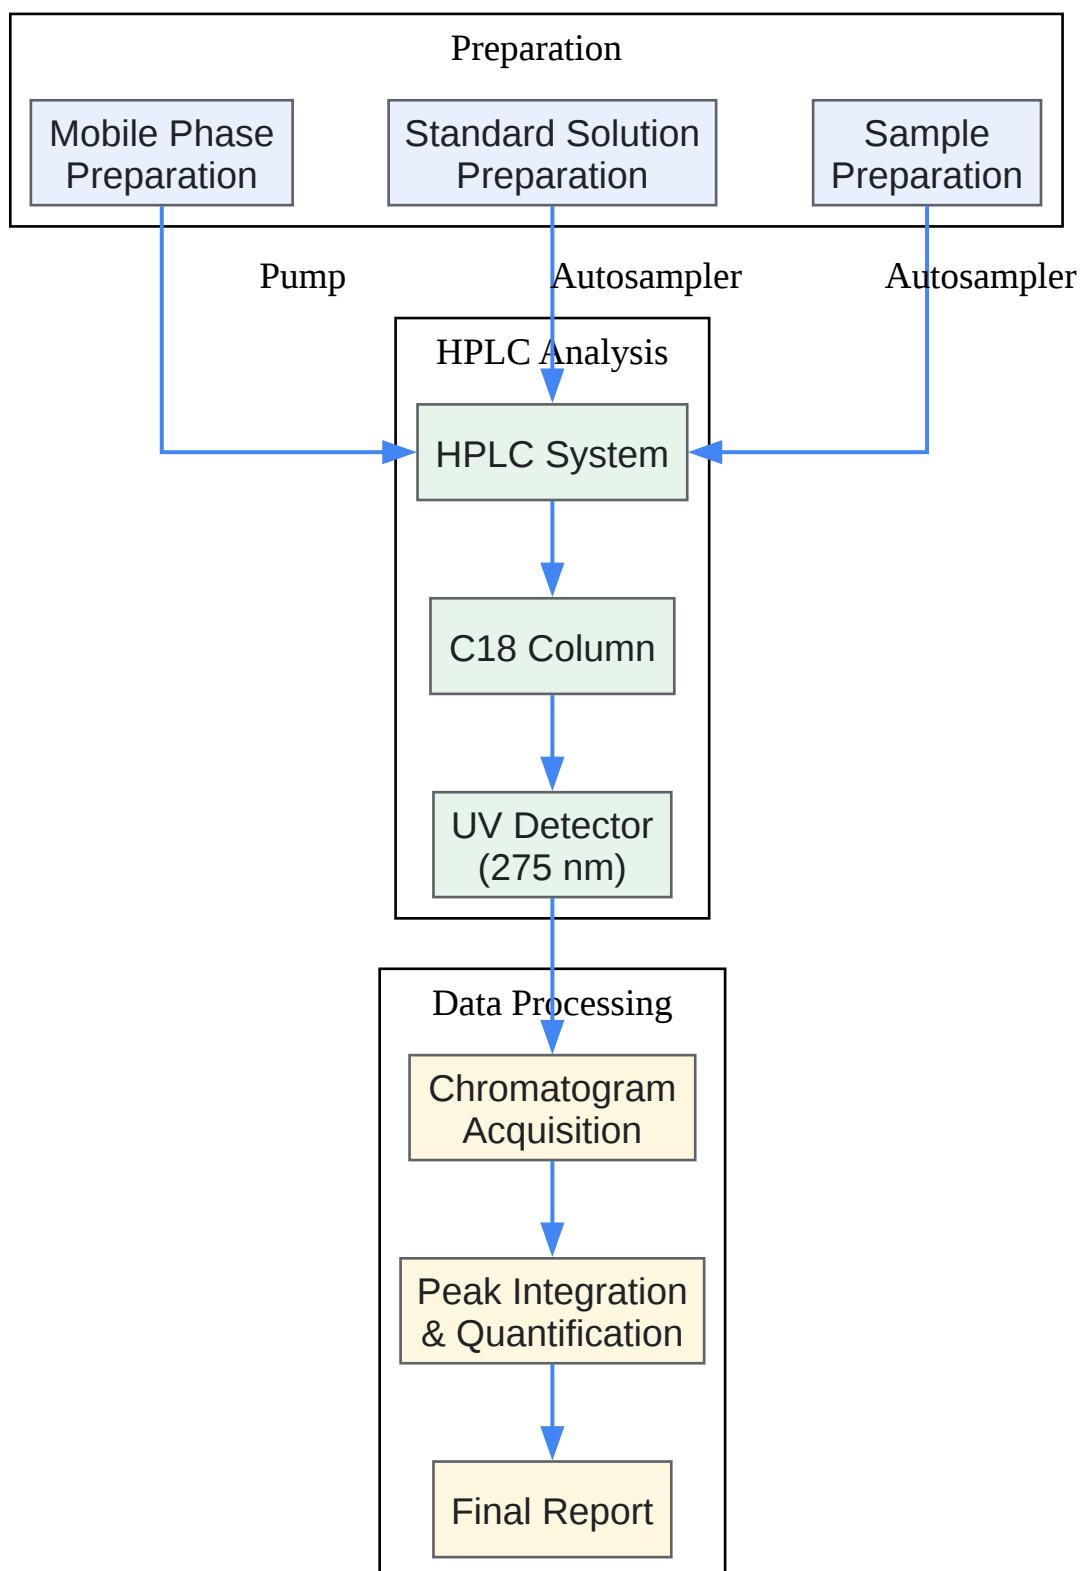 Preparation
Mobile Phase
Preparation
Standard Solution
Preparation
Sample
Preparation
Pump
Autosampler
Autosampler
HPLC Analysis
HPLC System
C18 Column
UV Detector
(275 nm)
Data Processing
Chromatogram
Acquisition
Peak Integration
& Quantification
Final Report